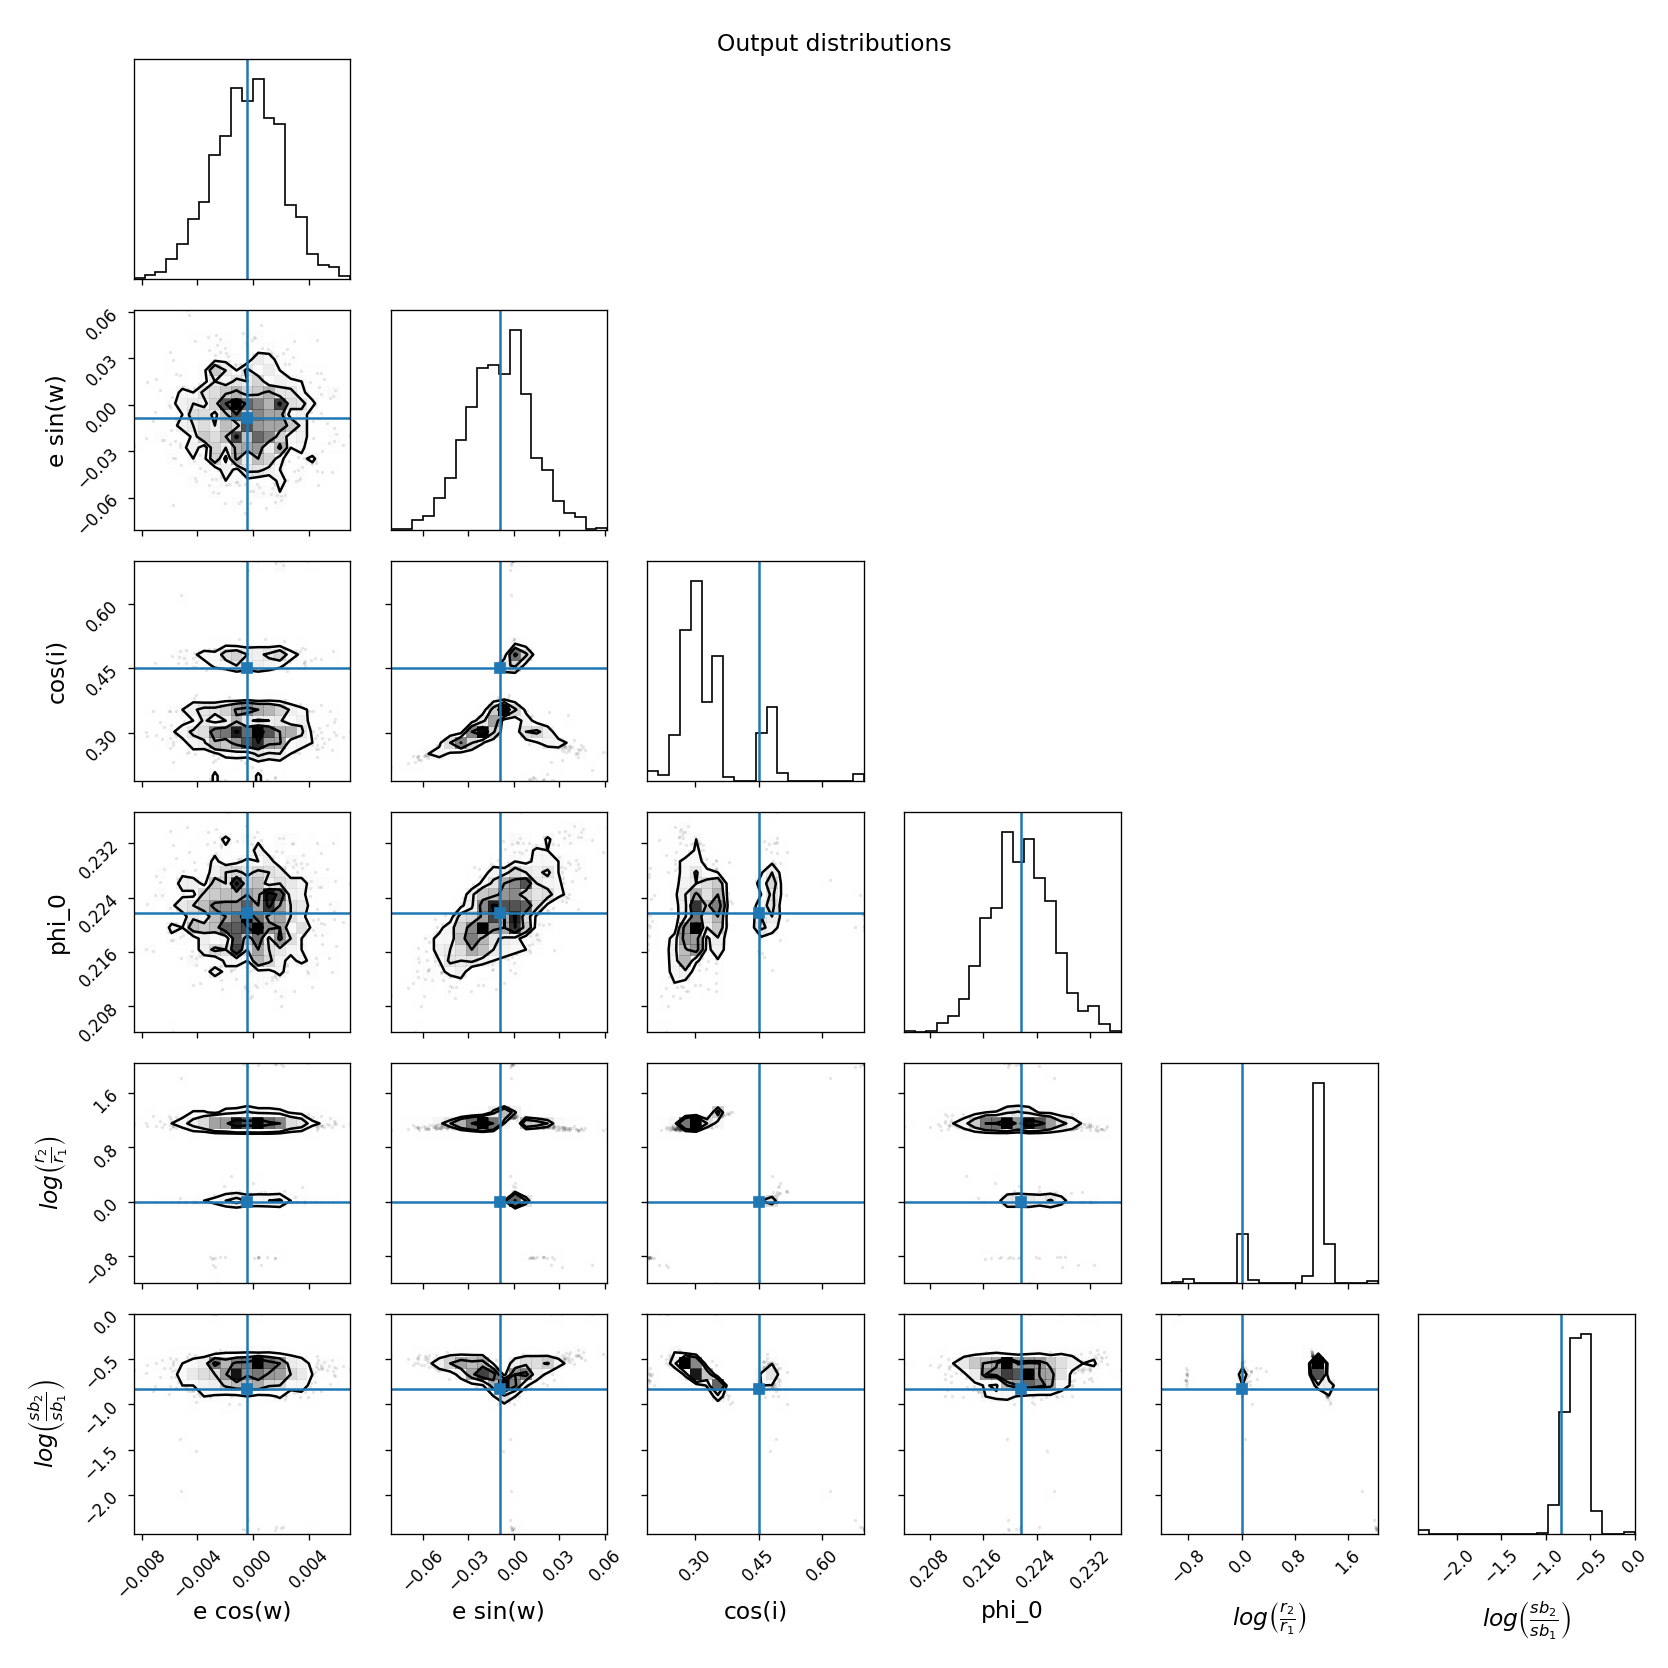 Output distributions
0.06
0.03
0.00
−0.03
−0.06
e sin(w)
0.60
0.45
0.30
cos(i)
0.232
0.224
0.216
0.208
phi_0
1.6
0.8
0.0
−0.8
log(r₂/r₁)
0.0
−0.5
−1.0
−1.5
−2.0
log(sb₂/sb₁)
−0.008 −0.004 0.000 0.004
−0.06 −0.03 0.00 0.03 0.06
0.30 0.45 0.60
0.208 0.216 0.224 0.232
−0.8 0.0 0.8 1.6
−2.0 −1.5 −1.0 −0.5 0.0
e cos(w)
e sin(w)
cos(i)
phi_0
log(r₂/r₁)
log(sb₂/sb₁)